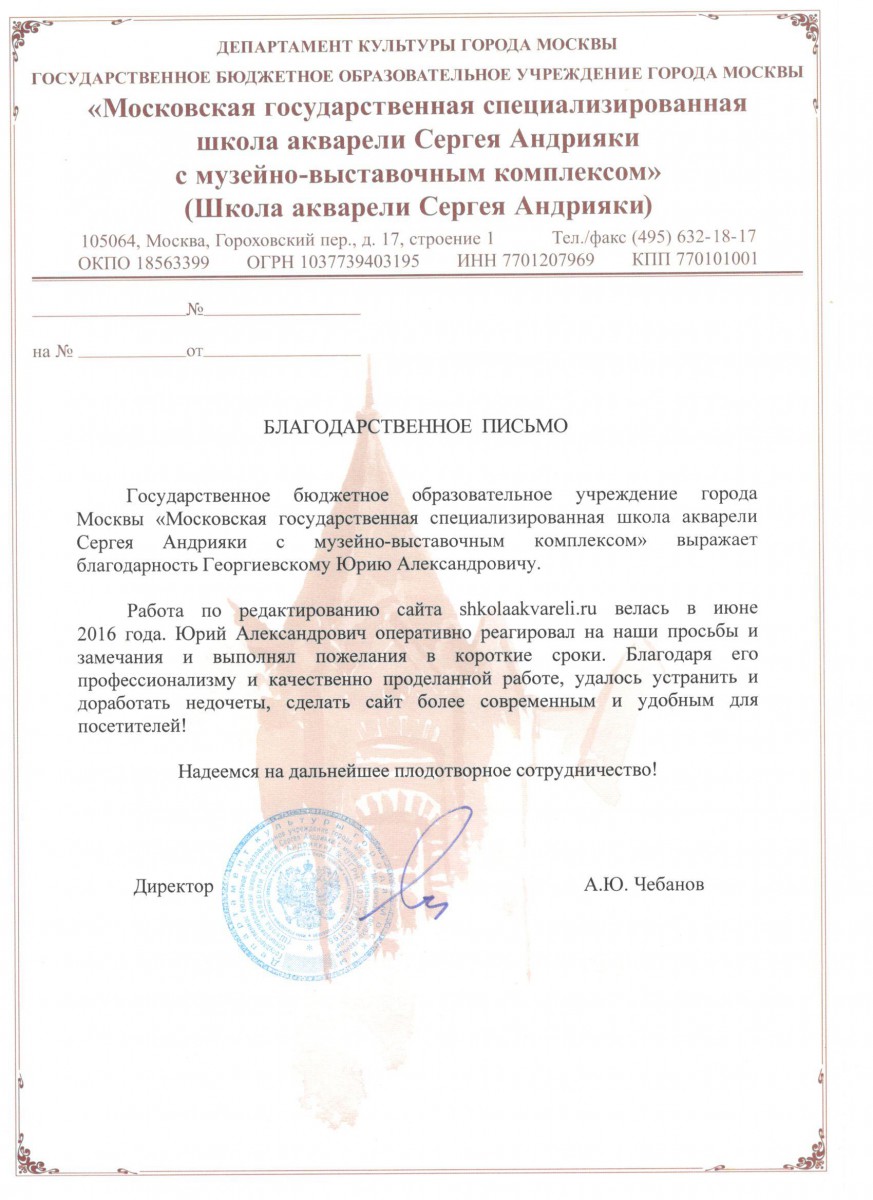 ДЕПАРТАМЕНТ КУЛЬТУРЫ ГОРОДА МОСКВЫ
ГОСУДАРСТВЕННОЕ БЮДЖЕТНОЕ ОБРАЗОВАТЕЛЬНОЕ УЧРЕЖДЕНИЕ ГОРОДА МОСКВЫ
«Московская государственная специализированная
школа акварели Сергея Андрияки
с музейно-выставочным комплексом»
(Школа акварели Сергея Андрияки)
105064, Москва, Гороховский пер., д. 17, строение 1 Тел./факс (495) 632-18-17
ОКПО 18563399 ОГРН 1037739403195 ИНН 7701207969 КПП 770101001
№
на № от
БЛАГОДАРСТВЕННОЕ ПИСЬМО
Государственное бюджетное образовательное учреждение города
Москвы «Московская государственная специализированная школа акварели
Сергея Андрияки с музейно-выставочным комплексом» выражает
благодарность Георгиевскому Юрию Александровичу.
Работа по редактированию сайта shkolaakvareli.ru велась в июне
2016 года. Юрий Александрович оперативно реагировал на наши просьбы и
замечания и выполнял пожелания в короткие сроки. Благодаря его
профессионализму и качественно проделанной работе, удалось устранить и
доработать недочеты, сделать сайт более современным и удобным для
посетителей!
Надеемся на дальнейшее плодотворное сотрудничество!
Департамент культуры города Москвы
Директор А.Ю. Чебанов